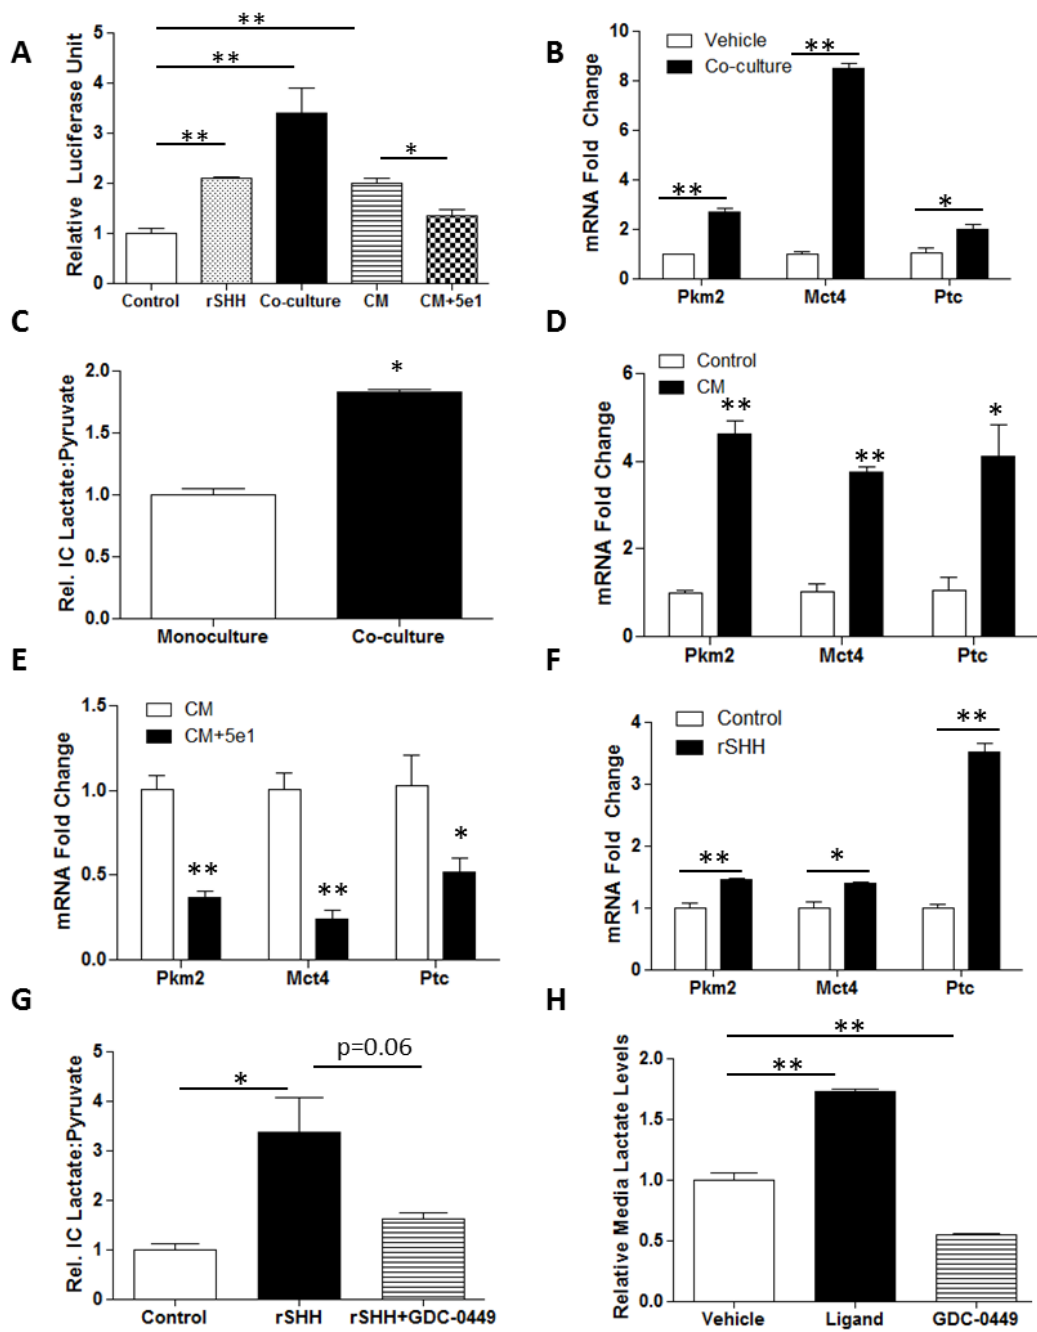 A
Relative Luciferase Unit
5
4
3
2
1
0
**
**
**
*
Control rSHH Co-culture CM CM+5e1
B
mRNA Fold Change
10
8
6
4
2
0
Vehicle
Co-culture
**
**
*
Pkm2 Mct4 Ptc
C
Rel. IC Lactate:Pyruvate
2.0
1.5
1.0
0.5
0.0
*
Monoculture Co-culture
D
mRNA Fold Change
6
4
2
0
Control
CM
**
**
*
Pkm2 Mct4 Ptc
E
mRNA Fold Change
1.5
1.0
0.5
0.0
CM
CM+5e1
**
**
*
Pkm2 Mct4 Ptc
F
mRNA Fold Change
4
3
2
1
0
Control
rSHH
**
*
**
Pkm2 Mct4 Ptc
G
Rel. IC Lactate:Pyruvate
5
4
3
2
1
0
*
p=0.06
Control rSHH rSHH+GDC-0449
H
Relative Media Lactate Levels
2.0
1.5
1.0
0.5
0.0
**
**
Vehicle Ligand GDC-0449